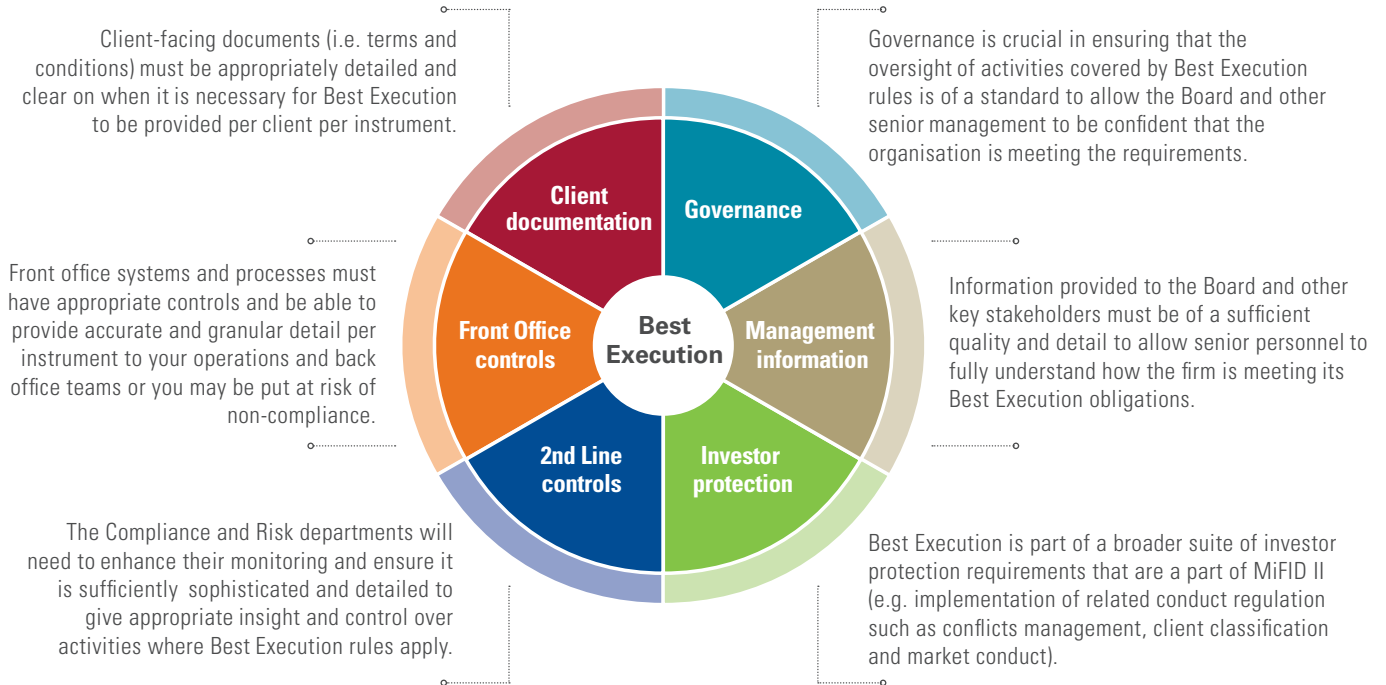 Client-facing documents (i.e. terms and
conditions) must be appropriately detailed and
clear on when it is necessary for Best Execution
to be provided per client per instrument.
Governance is crucial in ensuring that the
oversight of activities covered by Best Execution
rules is of a standard to allow the Board and other
senior management to be confident that the
organisation is meeting the requirements.
Client
documentation
Governance
Front office systems and processes must
have appropriate controls and be able to
provide accurate and granular detail per
instrument to your operations and back
office teams or you may be put at risk of
non-compliance.
Front Office
controls
Best
Execution
Management
information
Information provided to the Board and other
key stakeholders must be of a sufficient
quality and detail to allow senior personnel to
fully understand how the firm is meeting its
Best Execution obligations.
2nd Line
controls
Investor
protection
The Compliance and Risk departments will
need to enhance their monitoring and ensure it
is sufficiently sophisticated and detailed to
give appropriate insight and control over
activities where Best Execution rules apply.
Best Execution is part of a broader suite of investor
protection requirements that are a part of MiFID II
(e.g. implementation of related conduct regulation
such as conflicts management, client classification
and market conduct).